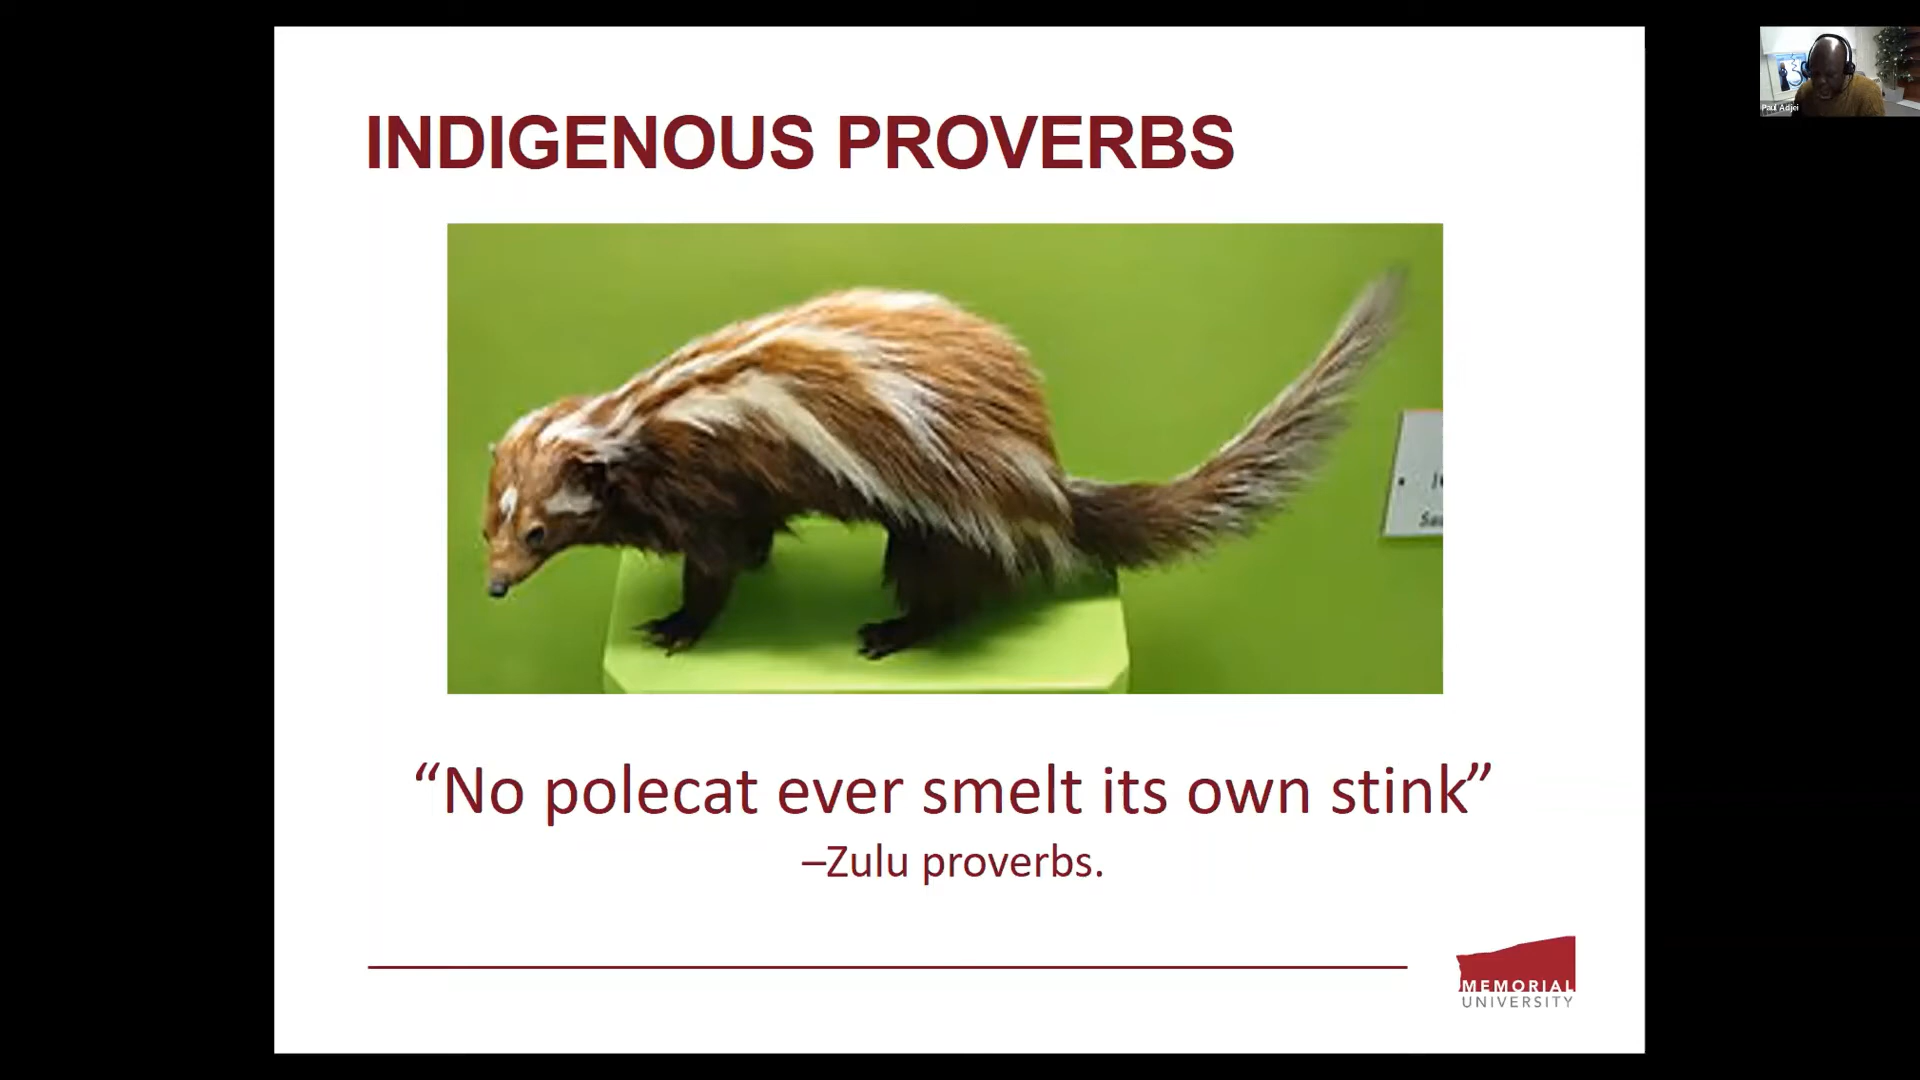 Paul Adjei
INDIGENOUS PROVERBS
“No polecat ever smelt its own stink”
–Zulu proverbs.
MEMORIAL
UNIVERSITY